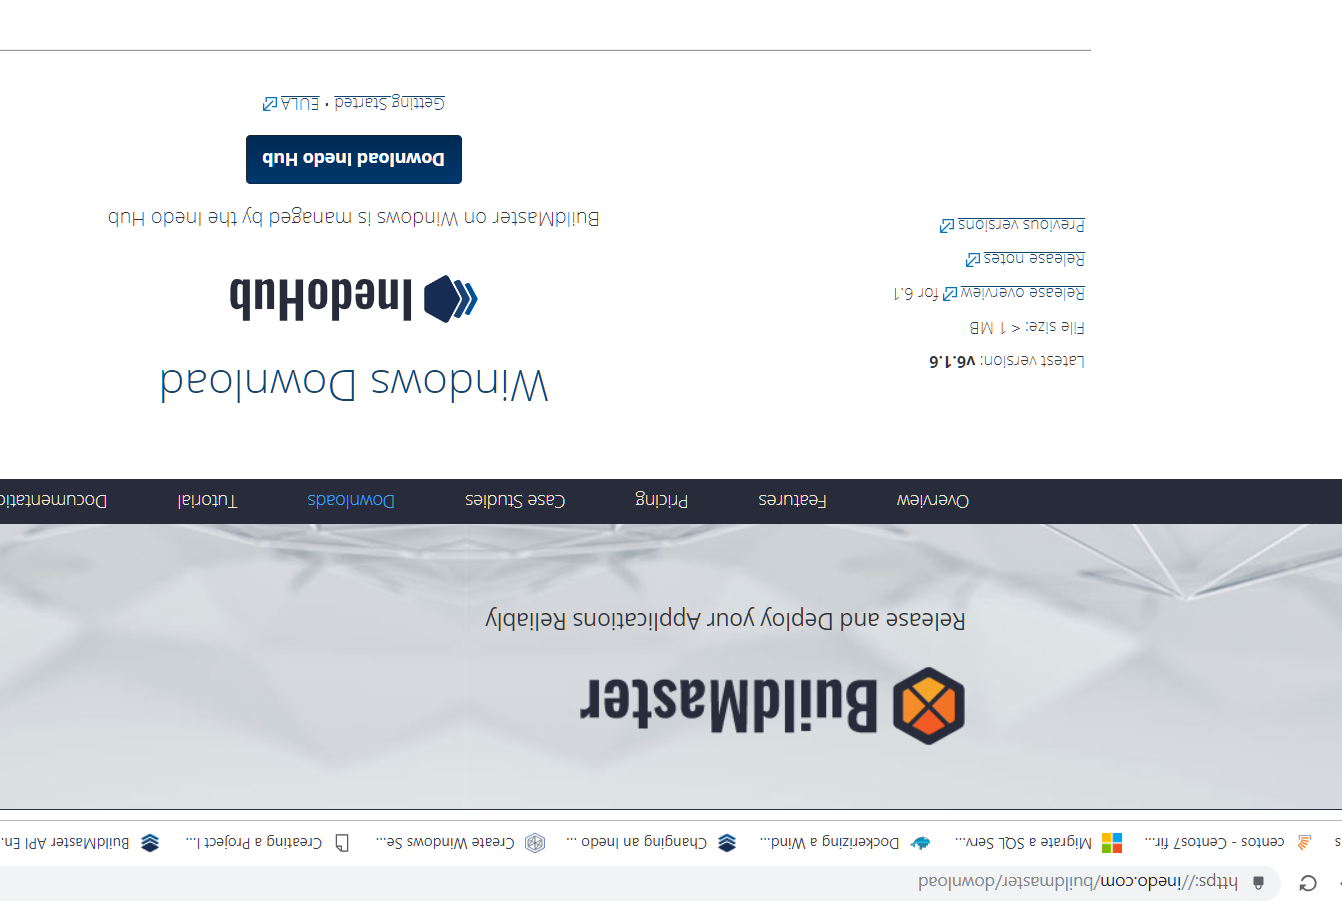 https://inedo.com/buildmaster/download
s centos - Centos7 fir... Migrate a SQL Serv... Dockerizing a Wind... Changing an Inedo ... Create Windows Se... Creating a Project I... BuildMaster API En...
BuildMaster
Release and Deploy your Applications Reliably
Overview Features Pricing Case Studies Downloads Tutorial Documentatio
Windows Download
Latest version: v6.1.6
File size: < 1 MB
Release overview for 6.1
Release notes
Previous versions
InedoHub
BuildMaster on Windows is managed by the Inedo Hub
Download Inedo Hub
Getting Started • EULA